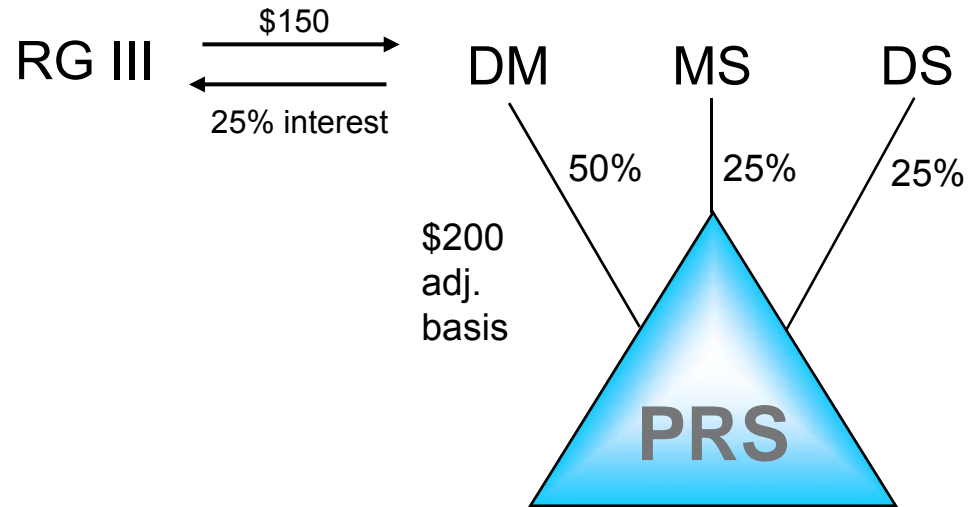 $150
RG III
25% interest
DM
MS
DS
50%
25%
25%
$200
adj.
basis
PRS